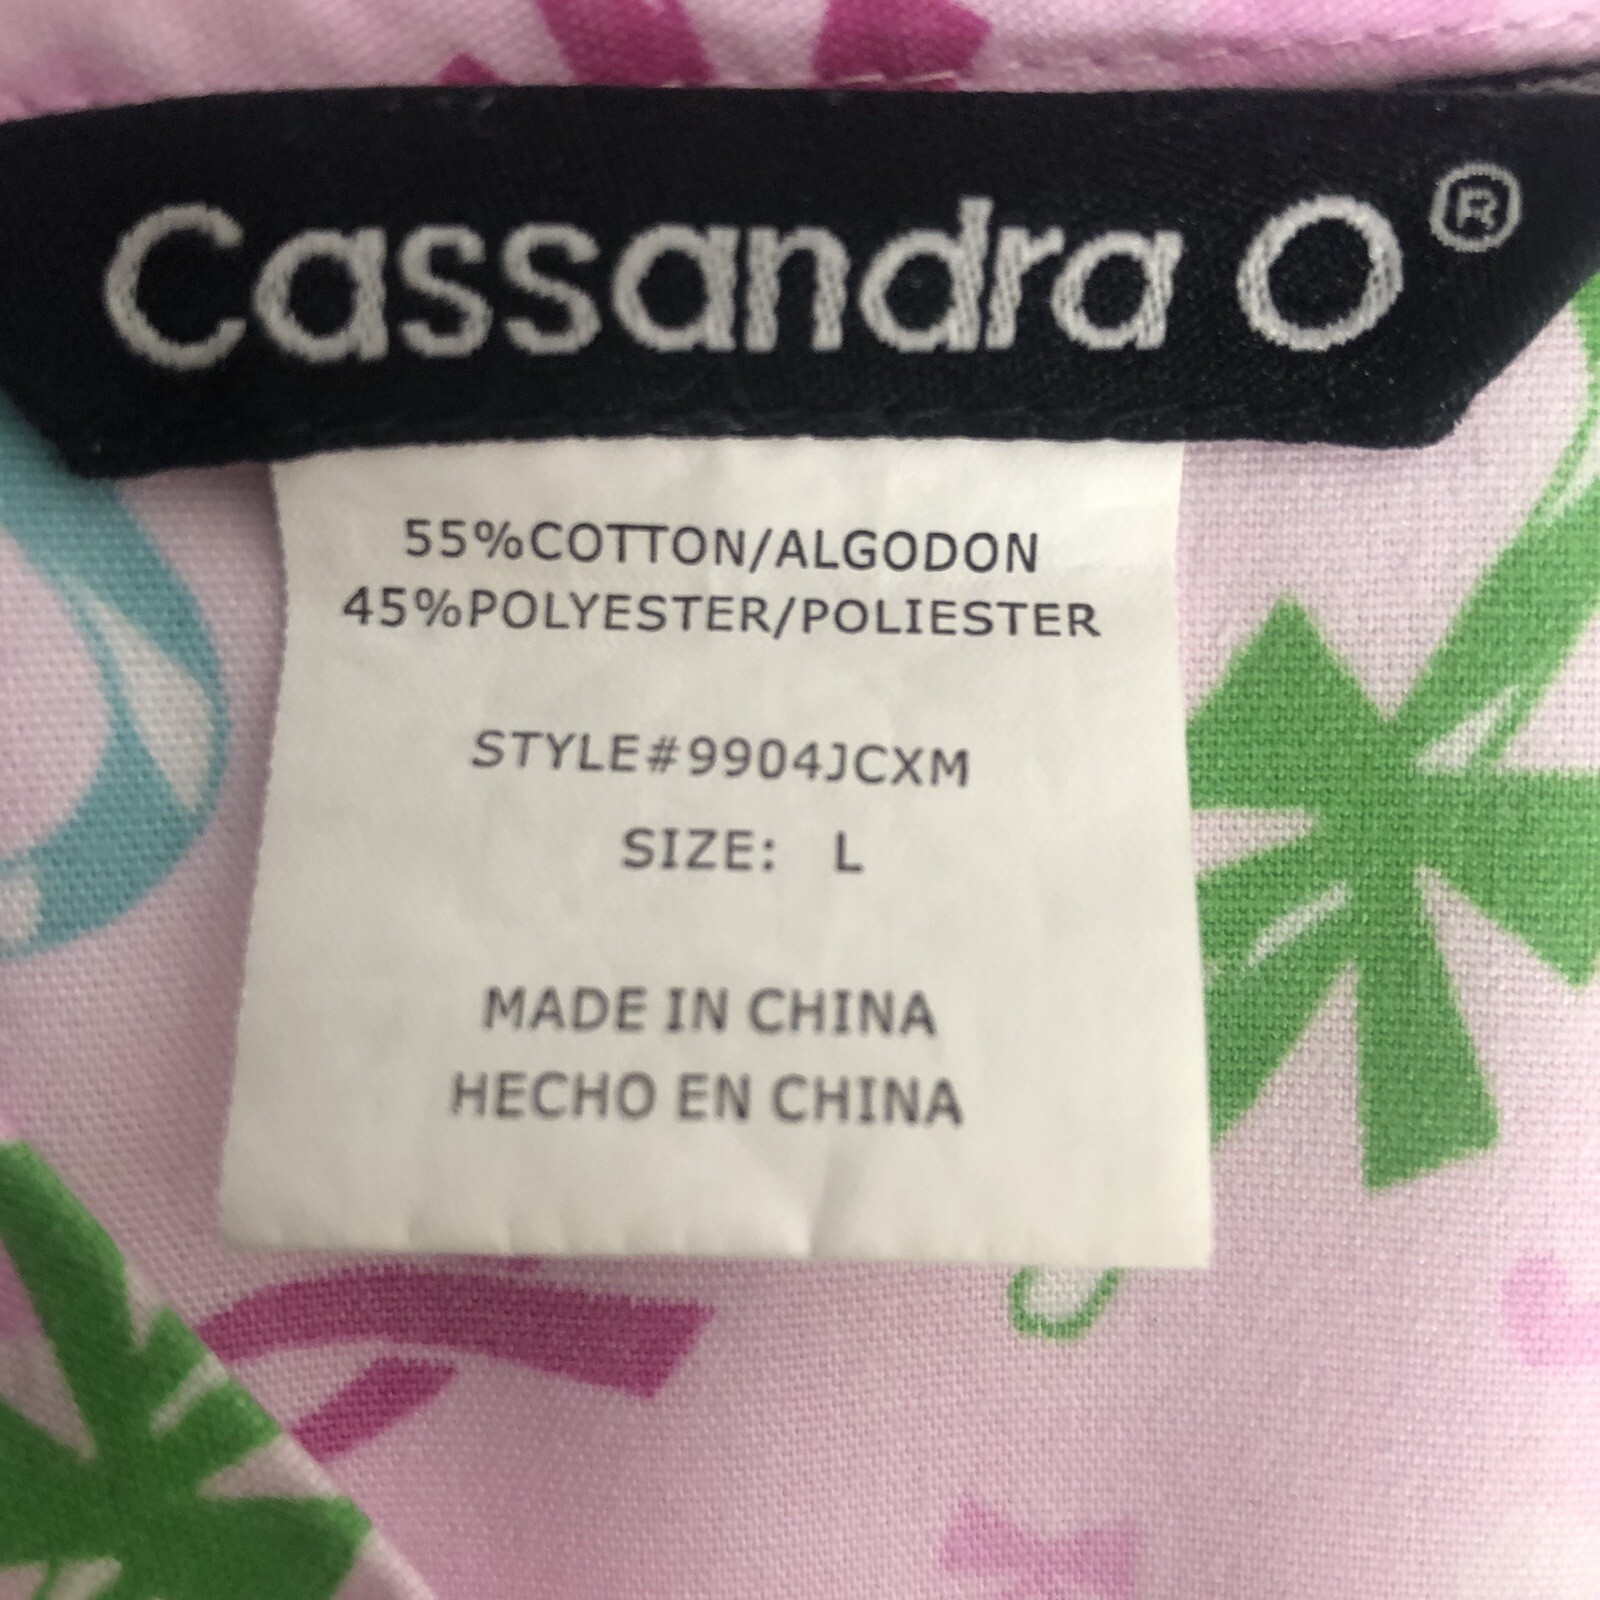 Cassandra O®
55%COTTON/ALGODON
45%POLYESTER/POLIESTER
STYLE#9904JCXM
SIZE: L
MADE IN CHINA
HECHO EN CHINA